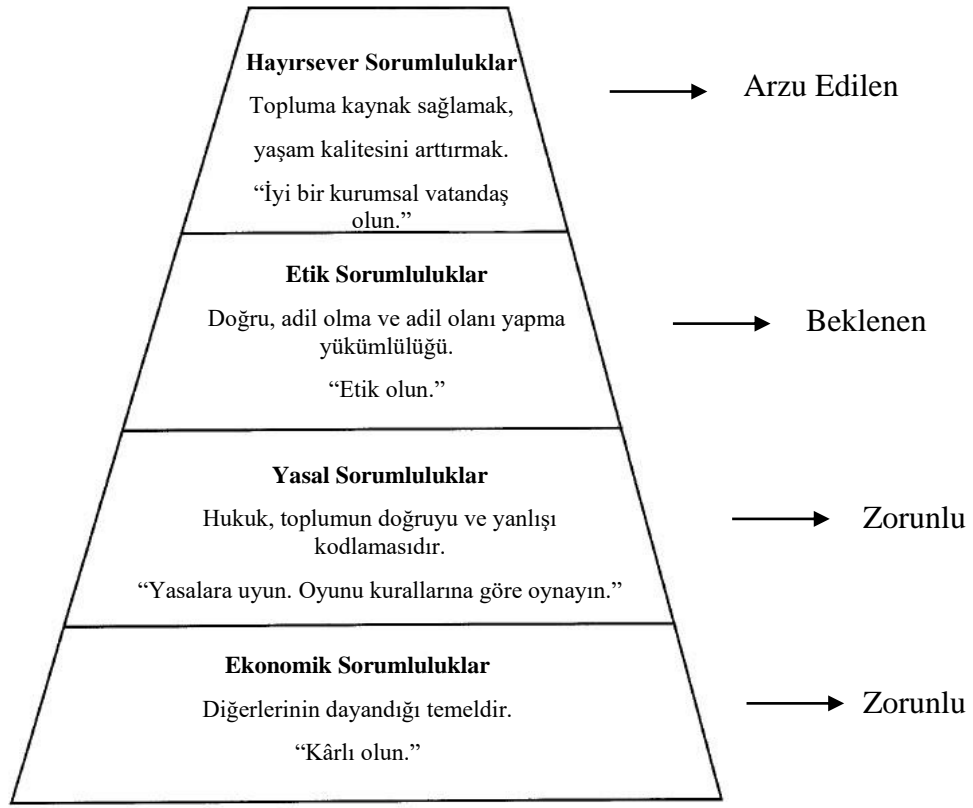 Hayırsever Sorumluluklar
Topluma kaynak sağlamak,
yaşam kalitesini arttırmak.
“İyi bir kurumsal vatandaş
olun.”
Arzu Edilen
Etik Sorumluluklar
Doğru, adil olma ve adil olanı yapma
yükümlülüğü.
“Etik olun.”
Beklenen
Yasal Sorumluluklar
Hukuk, toplumun doğruyu ve yanlışı
kodlamasıdır.
“Yasalara uyun. Oyunu kurallarına göre oynayın.”
Zorunlu
Ekonomik Sorumluluklar
Diğerlerinin dayandığı temeldir.
“Kârlı olun.”
Zorunlu